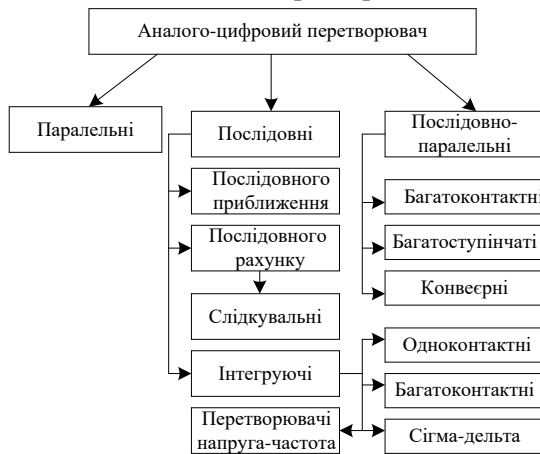 Аналого-цифровий перетворювач
Паралельні
Послідовні
Послідовно-
паралельні
Послідовного
приближення
Багатоконтактні
Послідовного
рахунку
Багатоступінчаті
Конвеєрні
Слідкувальні
Одноконтактні
Інтегруючі
Багатоконтактні
Перетворювачі
напруга-частота
Сігма-дельта